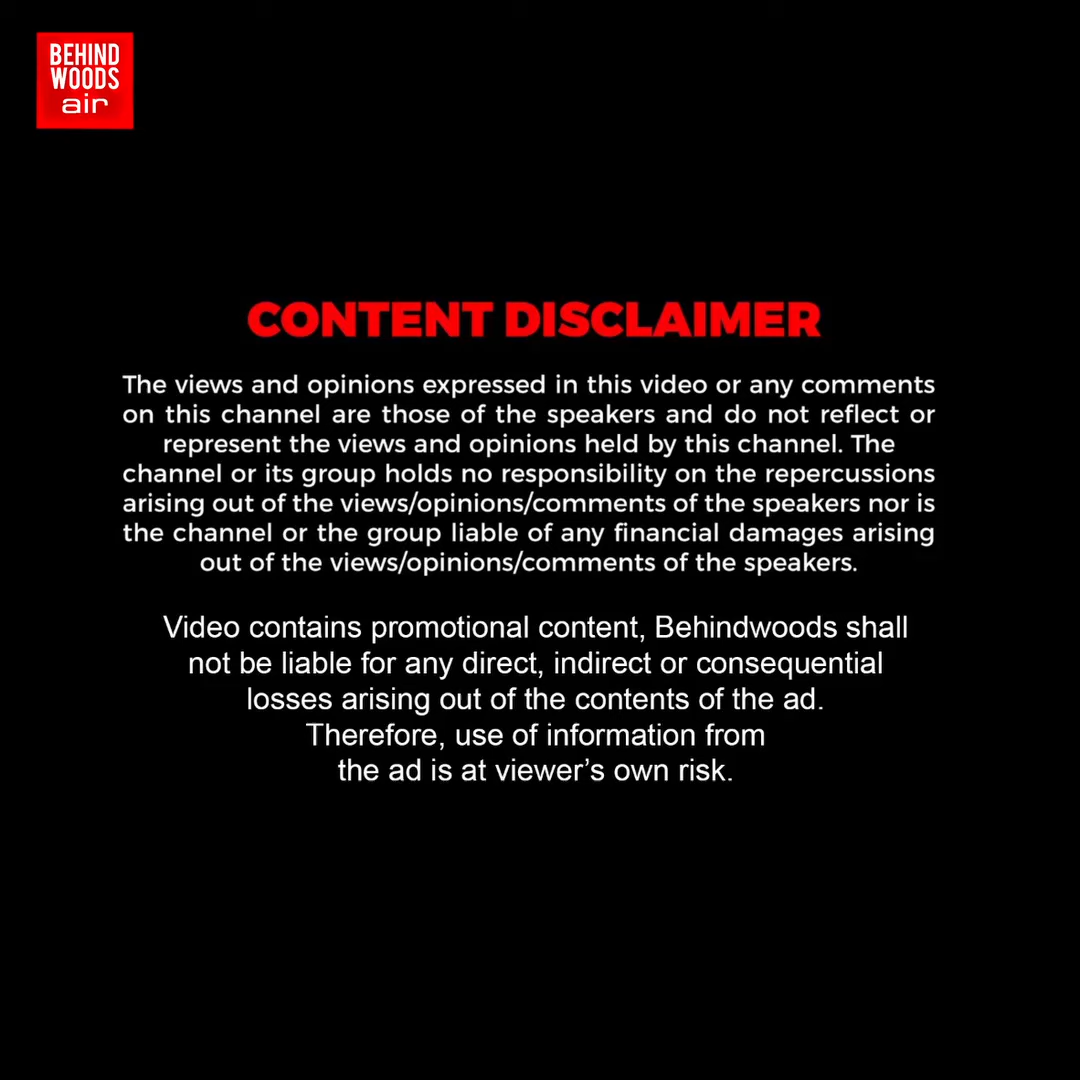 BEHIND
WOODS
air
CONTENT DISCLAIMER
The views and opinions expressed in this video or any comments
on this channel are those of the speakers and do not reflect or
represent the views and opinions held by this channel. The
channel or its group holds no responsibility on the repercussions
arising out of the views/opinions/comments of the speakers nor is
the channel or the group liable of any financial damages arising
out of the views/opinions/comments of the speakers.
Video contains promotional content, Behindwoods shall
not be liable for any direct, indirect or consequential
losses arising out of the contents of the ad.
Therefore, use of information from
the ad is at viewer’s own risk.